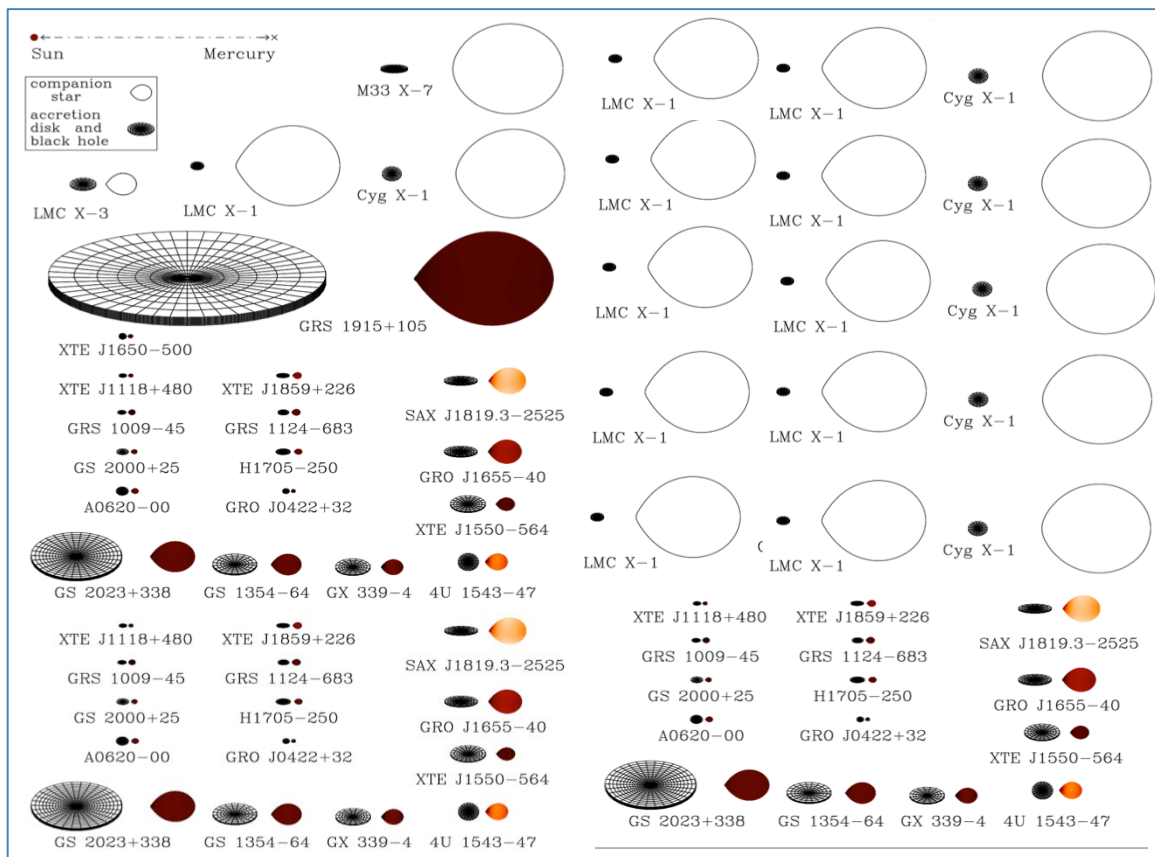 Sun Mercury
companion
star
accretion
disk and
black hole
M33 X-7
LMC X-3 LMC X-1 Cyg X-1
GRS 1915+105
XTE J1650-500
XTE J1118+480 XTE J1859+226
SAX J1819.3-2525
GRS 1009-45 GRS 1124-683
GS 2000+25 H1705-250
GRO J1655-40
A0620-00 GRO J0422+32
XTE J1550-564
GS 2023+338 GS 1354-64 GX 339-4 4U 1543-47
XTE J1118+480 XTE J1859+226
SAX J1819.3-2525
GRS 1009-45 GRS 1124-683
GS 2000+25 H1705-250
GRO J1655-40
A0620-00 GRO J0422+32
XTE J1550-564
GS 2023+338 GS 1354-64 GX 339-4 4U 1543-47
LMC X-1 LMC X-1 Cyg X-1
LMC X-1 LMC X-1 Cyg X-1
LMC X-1 LMC X-1 Cyg X-1
LMC X-1 LMC X-1 Cyg X-1
LMC X-1 LMC X-1 Cyg X-1
XTE J1118+480 XTE J1859+226
SAX J1819.3-2525
GRS 1009-45 GRS 1124-683
GS 2000+25 H1705-250
GRO J1655-40
A0620-00 GRO J0422+32
XTE J1550-564
GS 2023+338 GS 1354-64 GX 339-4 4U 1543-47